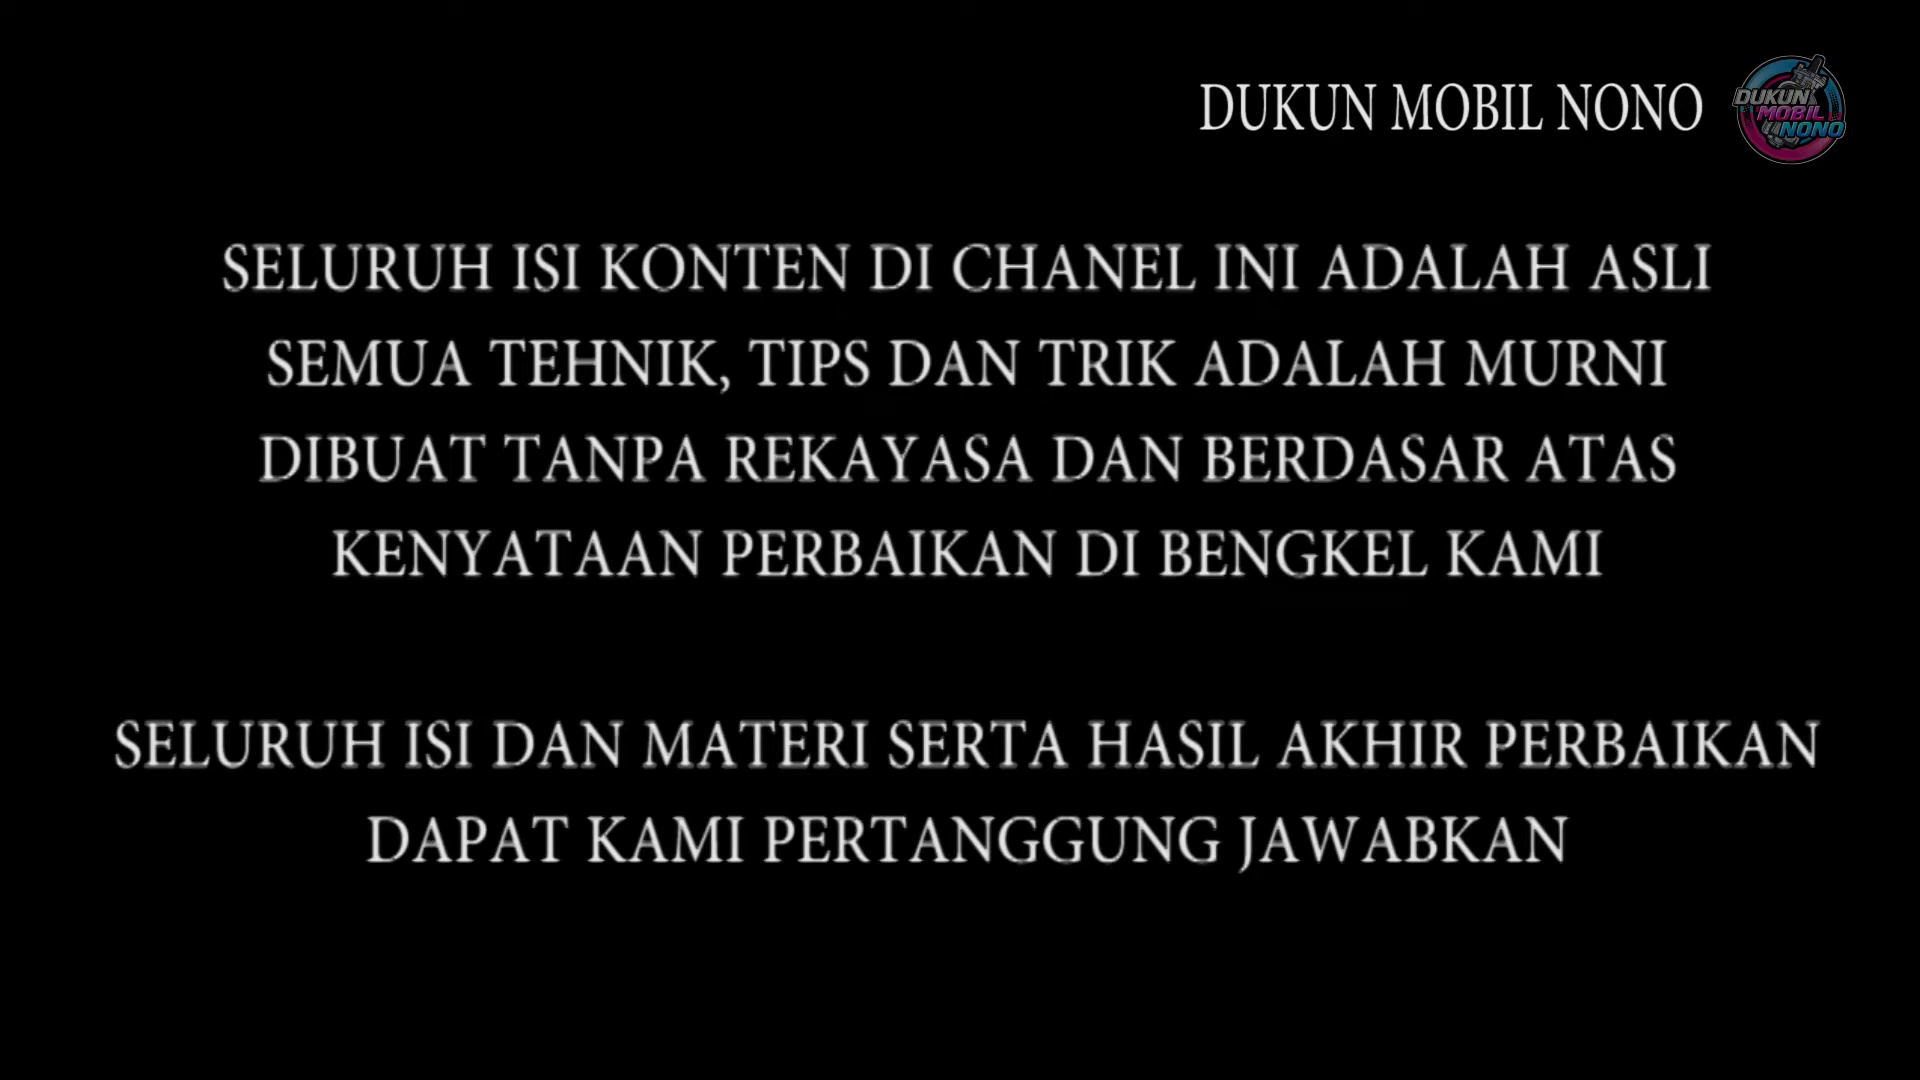 DUKUN MOBIL NONO
DUKUN
MOBIL
NONO
SELURUH ISI KONTEN DI CHANEL INI ADALAH ASLI
SEMUA TEHNIK, TIPS DAN TRIK ADALAH MURNI
DIBUAT TANPA REKAYASA DAN BERDASAR ATAS
KENYATAAN PERBAIKAN DI BENGKEL KAMI
SELURUH ISI DAN MATERI SERTA HASIL AKHIR PERBAIKAN
DAPAT KAMI PERTANGGUNG JAWABKAN